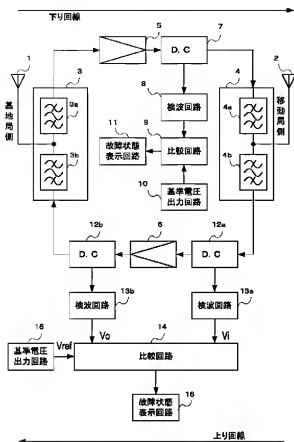 下り回線
1
基地局側
3
3a
3b
5
7
D. C
8
検波回路
11
故障状態
表示回路
9
比較回路
10
基準電圧
出力回路
4
4a
4b
2
移動局側
12b
D. C
6
12a
D. C
13b
検波回路
13a
検波回路
Vo
Vi
15
基準電圧
出力回路
Vref
14
比較回路
故障状態
表示回路
16
上り回線